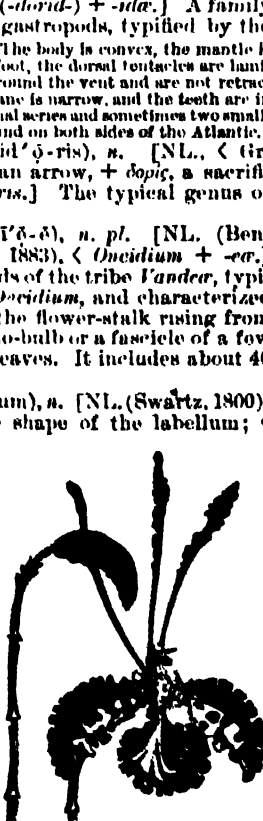 (-dorid-) + -idæ.] A family
gastropods, typified by the
The body is convex, the mantle
foot, the dorsal tentacles are
round the vent and are not retrac
is narrow, and the teeth are
series and sometimes two small
nd on both sides of the Atlantic.
id′ọ̄-ris), n. [NL., < Gr
an arrow, + δορίς, a sacrifi
ris.] The typical genus o
ī′ḗ-ē), n. pl. [NL. (Ben
1883), < Oncidium + -eæ.]
ds of the tribe Vandeæ, typi
Oncidium, and characterized
the flower-stalk rising from
o-bulb or a fascicle of a few
eaves. It includes about 40
um), n. [NL. (Swartz, 1800)
shape of the labellum;